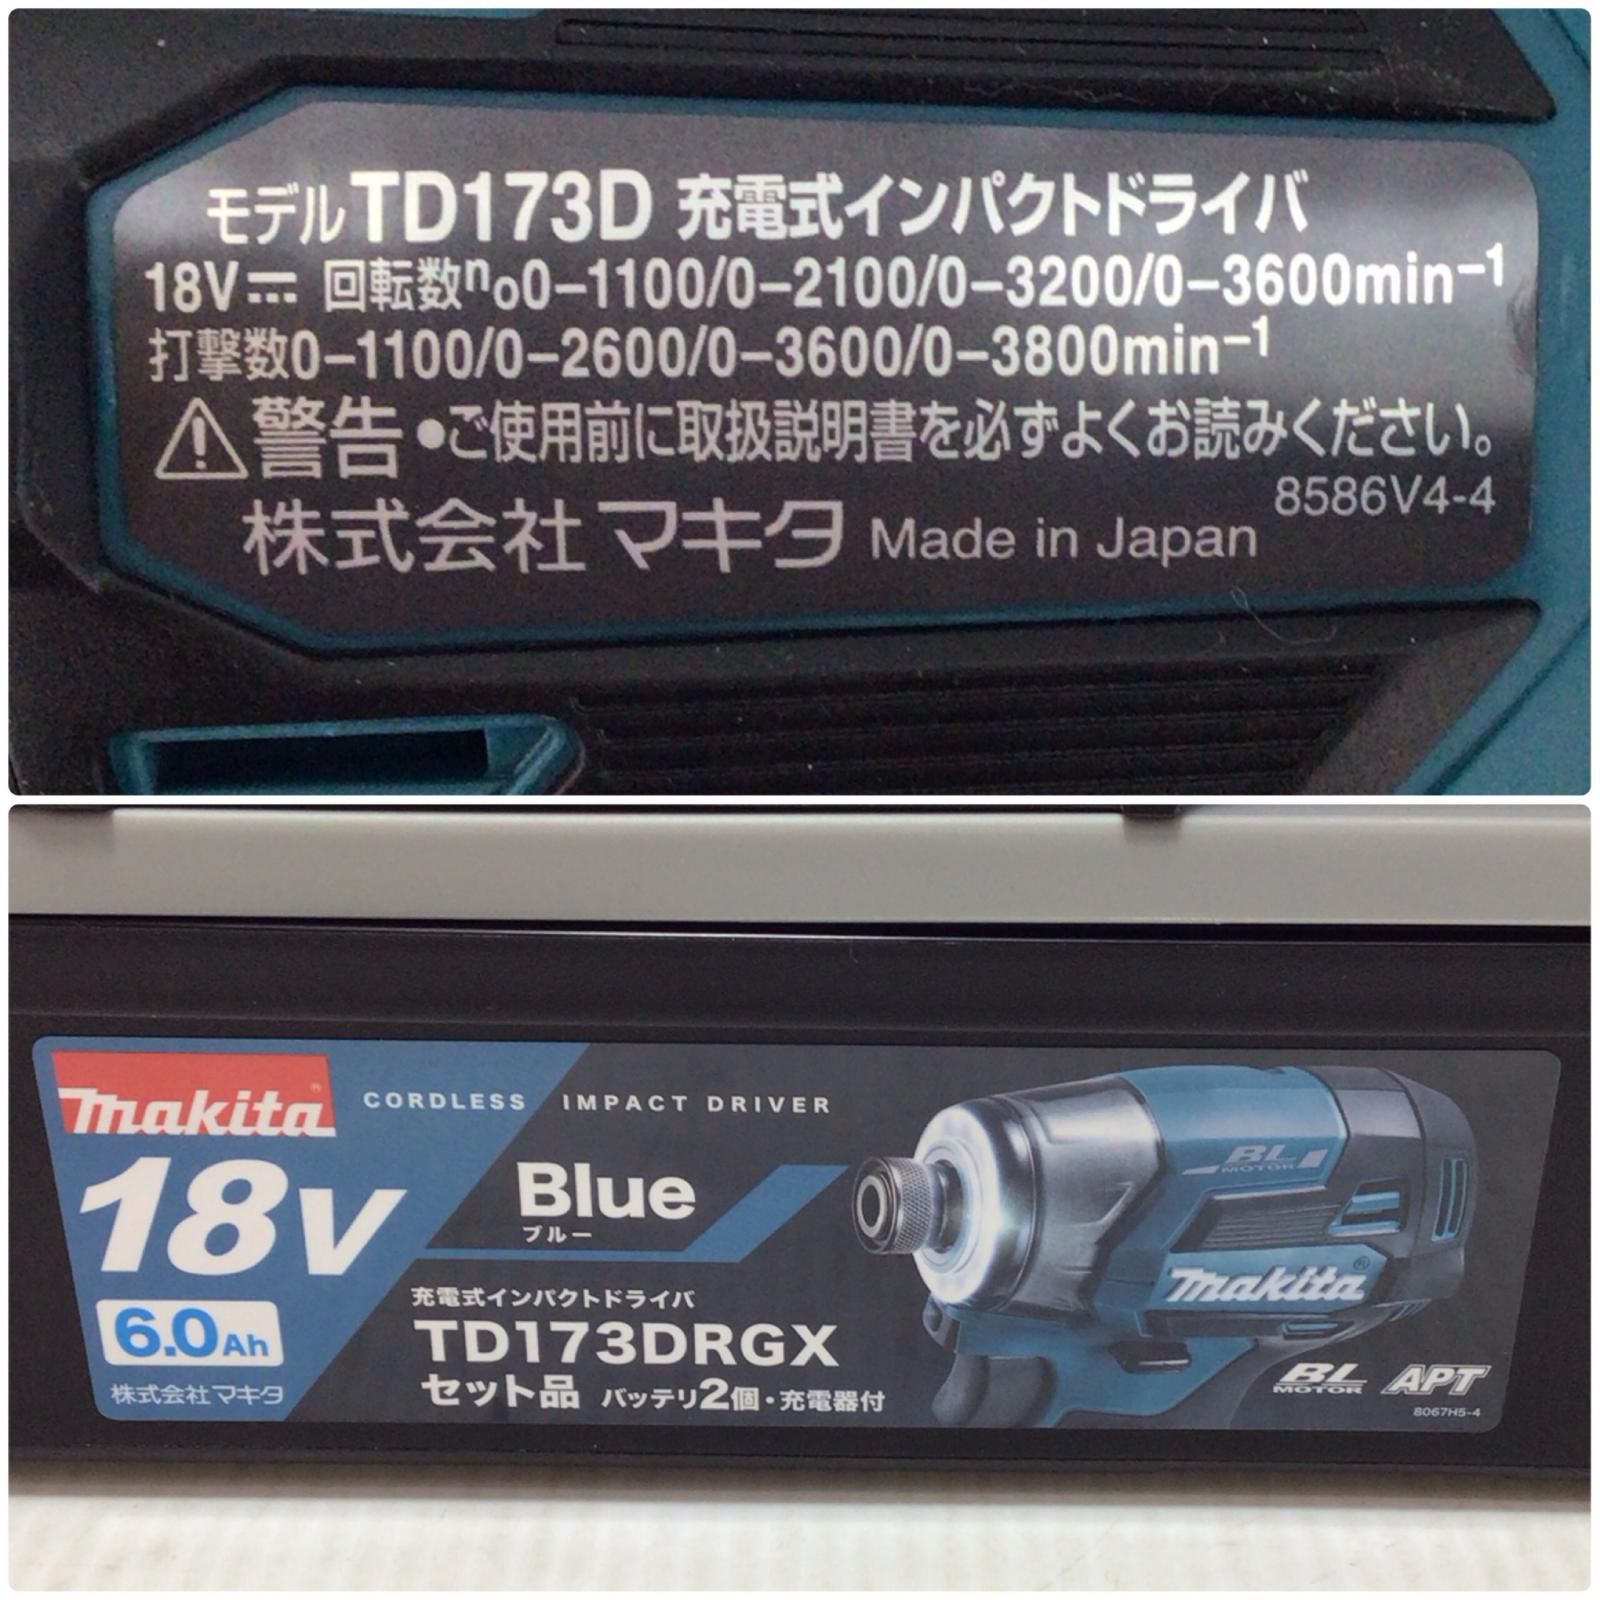 モデルTD173D 充電式インパクトドライバ
18V⎓ 回転数n₀0-1100/0-2100/0-3200/0-3600min⁻¹
打撃数0-1100/0-2600/0-3600/0-3800min⁻¹
⚠警告 ●ご使用前に取扱説明書を必ずよくお読みください。
8586V4-4
株式会社マキタ Made in Japan
makita®
CORDLESS IMPACT DRIVER
18V
Blue
ブルー
6.0Ah
株式会社マキタ
充電式インパクトドライバ
TD173DRGX
セット品 バッテリ2個・充電器付
BL
MOTOR
makita®
BL
MOTOR
APT
8067H5-4